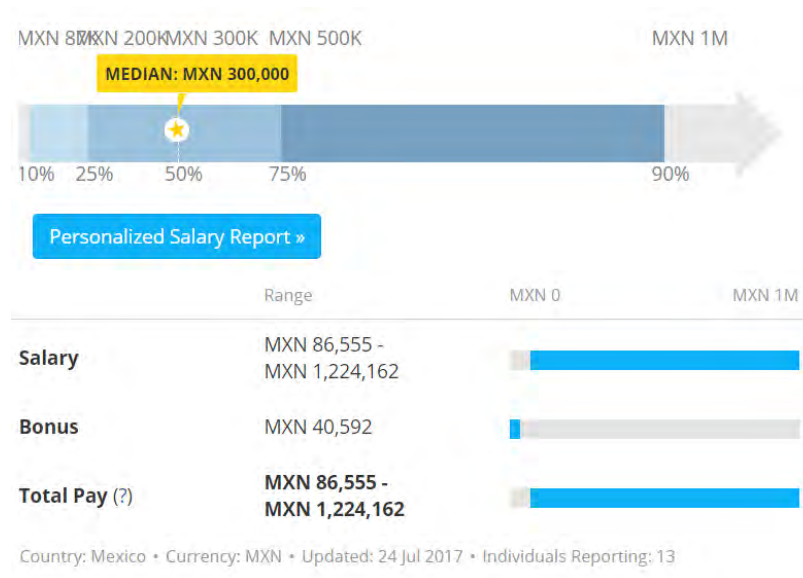 MXN 87K MXN 200K MXN 300K MXN 500K MXN 1M
MEDIAN: MXN 300,000
10% 25% 50% 75% 90%
Personalized Salary Report »
Range MXN 0 MXN 1M
Salary MXN 86,555 -
MXN 1,224,162
Bonus MXN 40,592
Total Pay (?) MXN 86,555 -
MXN 1,224,162
Country: Mexico • Currency: MXN • Updated: 24 Jul 2017 • Individuals Reporting: 13